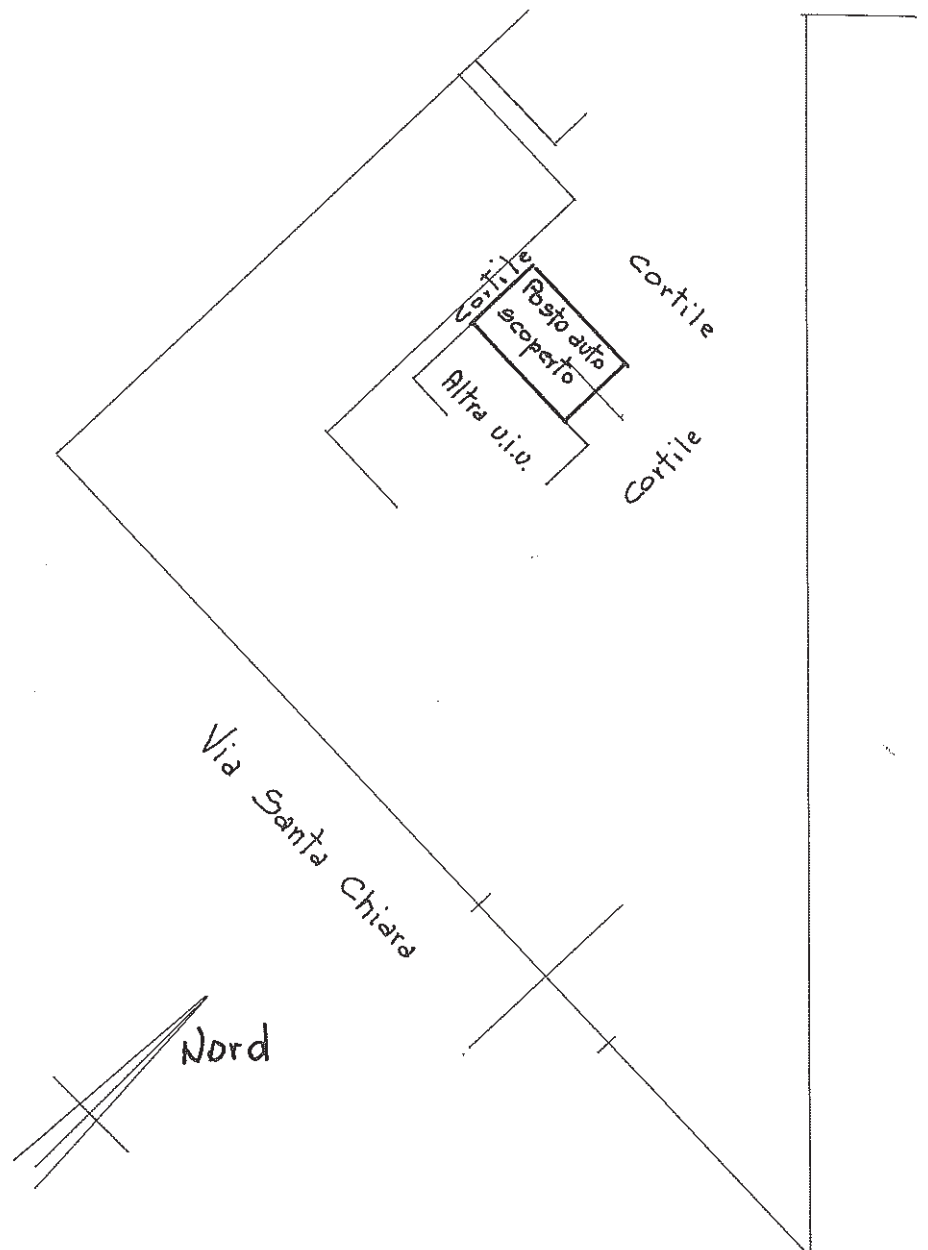 Cortile
Cortile
Posto auto
scoperto
Altra u.i.u.
Cortile
Via Santa Chiara
Nord